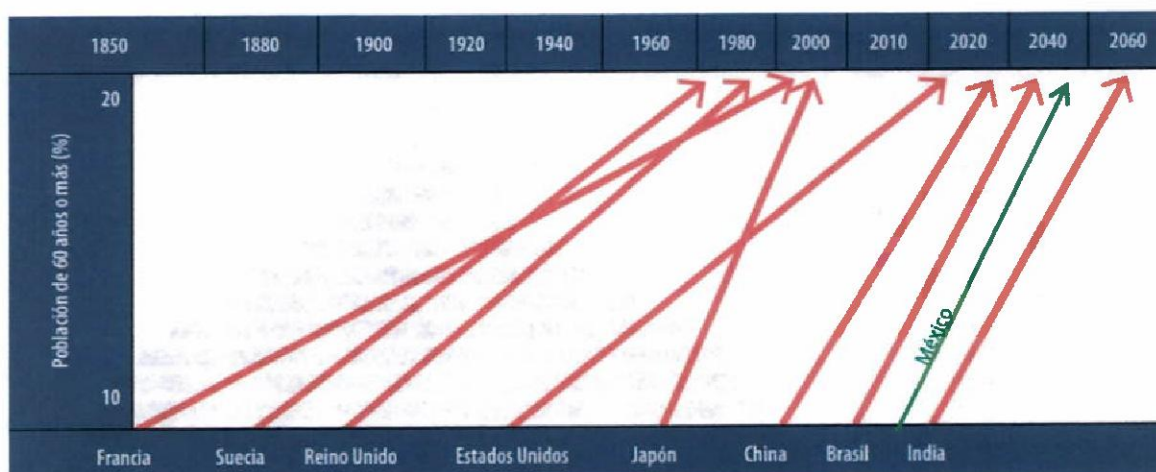 1850 1880 1900 1920 1940 1960 1980 2000 2010 2020 2040 2060
20
Población de 60 años o más (%)
10
México
Francia Suecia Reino Unido Estados Unidos Japón China Brasil India